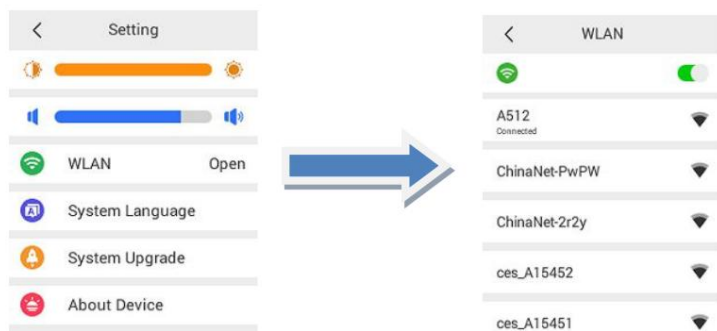 Setting
WLAN Open
System Language
System Upgrade
About Device
WLAN
A512
Connected
ChinaNet-PwPW
ChinaNet-2r2y
ces_A15452
ces_A15451